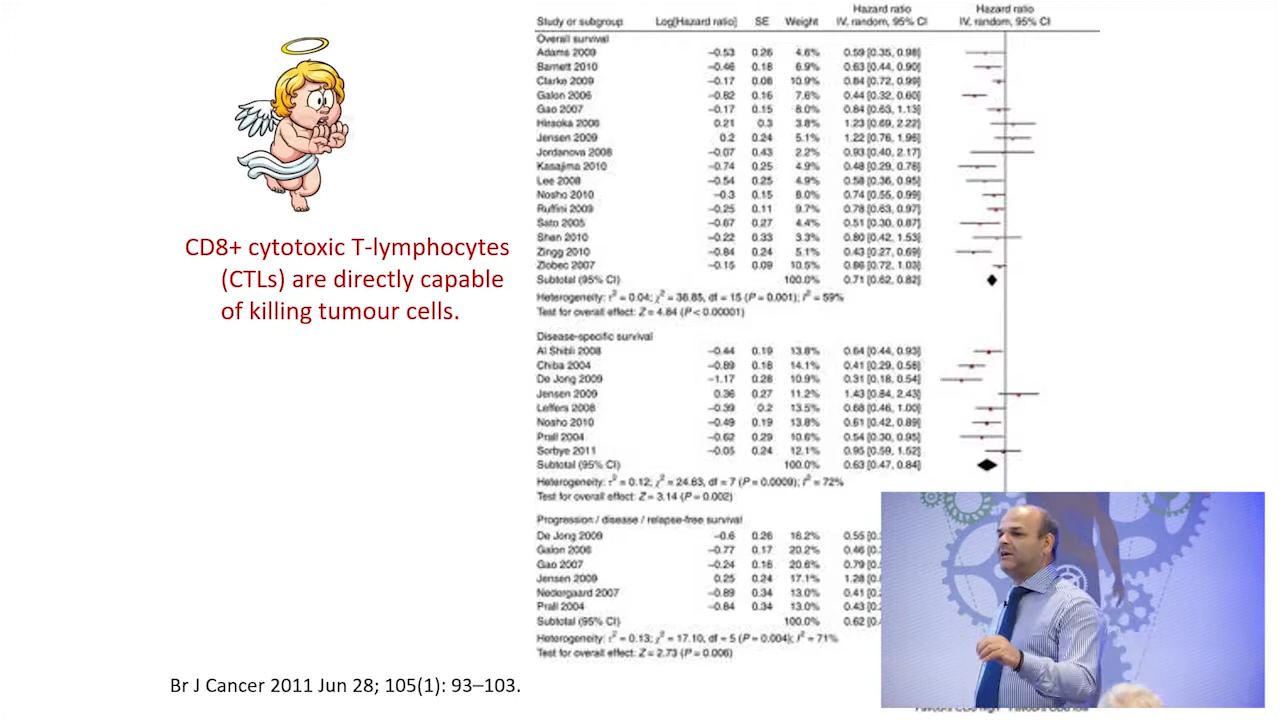 CD8+ cytotoxic T-lymphocytes
(CTLs) are directly capable
of killing tumour cells.
Br J Cancer 2011 Jun 28; 105(1): 93–103.
Hazard ratio Hazard ratio
Study or subgroup Log[Hazard ratio] SE Weight IV, random, 95% CI IV, random, 95% CI
Overall survival
Adams 2009 –0.53 0.26 4.6% 0.59 [0.35, 0.98]
Barnett 2010 –0.46 0.18 6.9% 0.63 [0.44, 0.90]
Clarke 2009 –0.17 0.08 10.9% 0.84 [0.72, 0.99]
Galon 2006 –0.82 0.16 7.6% 0.44 [0.32, 0.60]
Gao 2007 –0.17 0.15 8.0% 0.84 [0.63, 1.13]
Hiraoka 2006 0.21 0.3 3.8% 1.23 [0.69, 2.22]
Jensen 2009 0.2 0.24 5.1% 1.22 [0.76, 1.96]
Jordanova 2008 –0.07 0.43 2.2% 0.93 [0.40, 2.17]
Kasajima 2010 –0.74 0.25 4.9% 0.48 [0.29, 0.78]
Lee 2008 –0.54 0.25 4.9% 0.58 [0.36, 0.95]
Nosho 2010 –0.3 0.15 8.0% 0.74 [0.55, 0.99]
Ruffini 2009 –0.25 0.11 9.7% 0.78 [0.63, 0.97]
Sato 2005 –0.67 0.27 4.4% 0.51 [0.30, 0.87]
Shen 2010 –0.22 0.33 3.3% 0.80 [0.42, 1.53]
Zingg 2010 –0.84 0.24 5.1% 0.43 [0.27, 0.69]
Zlobec 2007 –0.15 0.09 10.5% 0.86 [0.72, 1.03]
Subtotal (95% CI) 100.0% 0.71 [0.62, 0.82]
Heterogeneity: τ² = 0.04; χ² = 36.85, df = 15 (P = 0.001); I² = 59%
Test for overall effect: Z = 4.84 (P < 0.00001)
Disease-specific survival
Al Shibli 2008 –0.44 0.19 13.8% 0.64 [0.44, 0.93]
Chiba 2004 –0.89 0.18 14.1% 0.41 [0.29, 0.58]
De Jong 2009 –1.17 0.28 10.9% 0.31 [0.18, 0.54]
Jensen 2009 0.36 0.27 11.2% 1.43 [0.84, 2.43]
Leffers 2008 –0.39 0.2 13.5% 0.68 [0.46, 1.00]
Nosho 2010 –0.49 0.19 13.8% 0.61 [0.42, 0.89]
Prall 2004 –0.62 0.29 10.6% 0.54 [0.30, 0.95]
Sorbye 2011 –0.05 0.24 12.1% 0.95 [0.59, 1.52]
Subtotal (95% CI) 100.0% 0.63 [0.47, 0.84]
Heterogeneity: τ² = 0.12; χ² = 24.63, df = 7 (P = 0.0009); I² = 72%
Test for overall effect: Z = 3.14 (P = 0.002)
Progression / disease / relapse-free survival
De Jong 2009 –0.6 0.26 16.2% 0.55
Galon 2006 –0.77 0.17 20.2% 0.46
Gao 2007 –0.24 0.16 20.6% 0.79
Jensen 2009 0.25 0.24 17.1% 1.28
Nedergaard 2007 –0.89 0.34 13.0% 0.41
Prall 2004 –0.84 0.34 13.0% 0.43
Subtotal (95% CI) 100.0% 0.62
Heterogeneity: τ² = 0.13; χ² = 17.10, df = 5 (P = 0.004); I² = 71%
Test for overall effect: Z = 2.73 (P = 0.006)